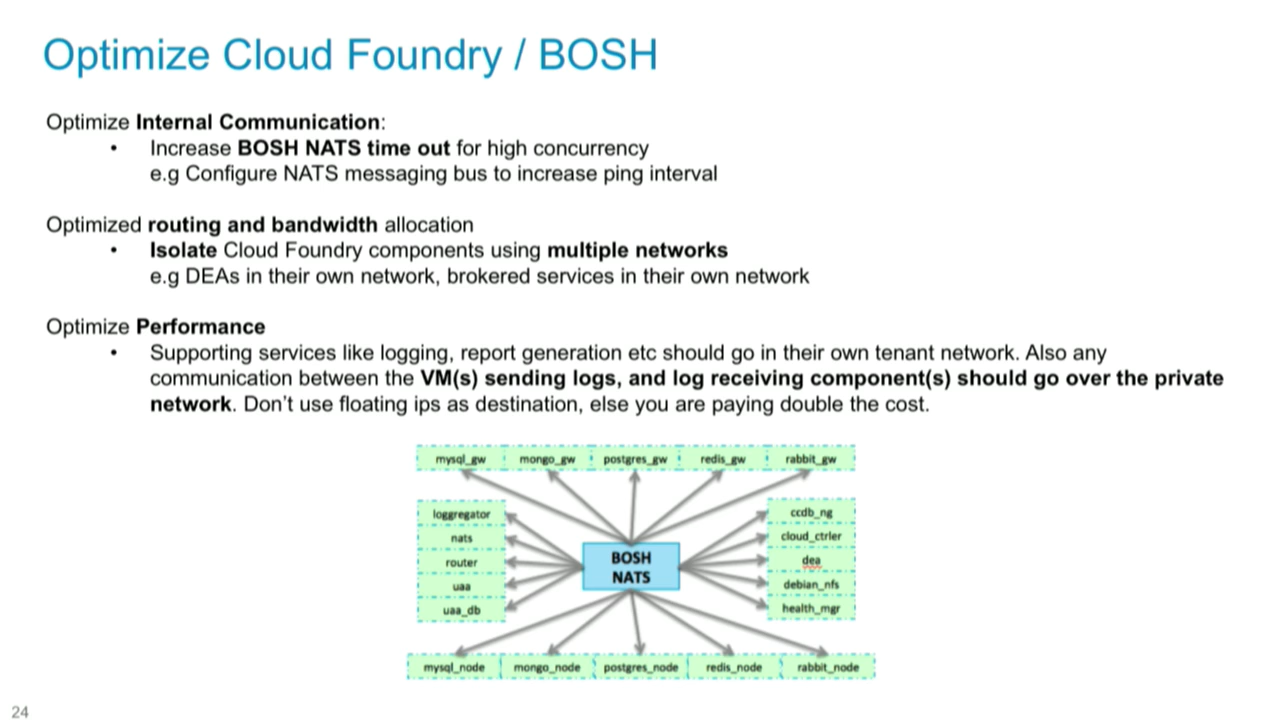 Optimize Cloud Foundry / BOSH
Optimize Internal Communication:
• Increase BOSH NATS time out for high concurrency
e.g Configure NATS messaging bus to increase ping interval
Optimized routing and bandwidth allocation
• Isolate Cloud Foundry components using multiple networks
e.g DEAs in their own network, brokered services in their own network
Optimize Performance
• Supporting services like logging, report generation etc should go in their own tenant network. Also any
communication between the VM(s) sending logs, and log receiving component(s) should go over the private
network. Don't use floating ips as destination, else you are paying double the cost.
mysql_gw mongo_gw postgres_gw redis_gw rabbit_gw
loggregator
nats
router
uaa
uaa_db
BOSH
NATS
ccdb_ng
cloud_ctrler
dea
debian_nfs
health_mgr
mysql_node mongo_node postgres_node redis_node rabbit_node
24